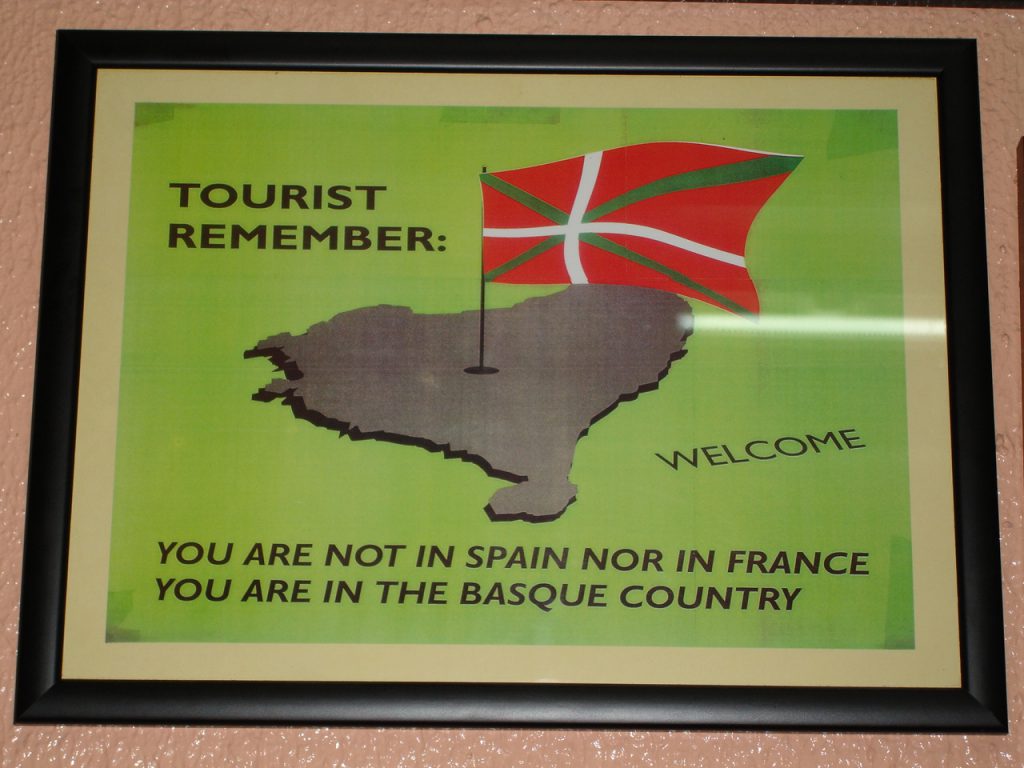 TOURIST
REMEMBER:
WELCOME
YOU ARE NOT IN SPAIN NOR IN FRANCE
YOU ARE IN THE BASQUE COUNTRY